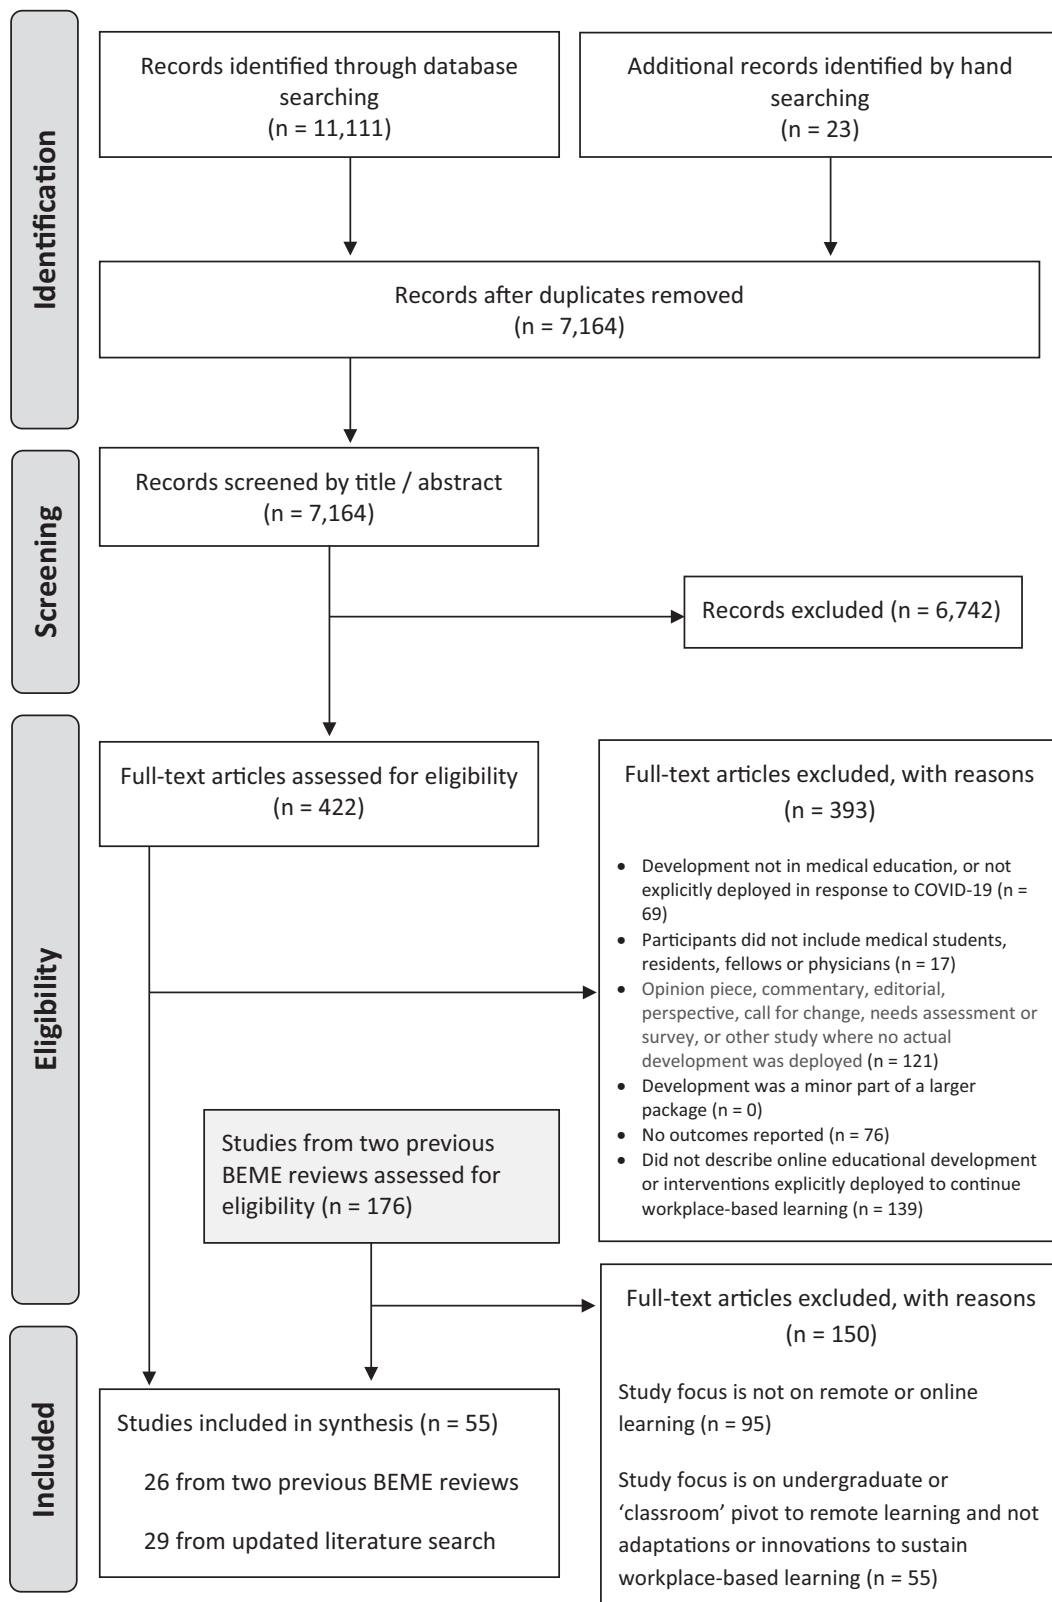 Identification
Records identified through database
searching
(n = 11,111)
Additional records identified by hand
searching
(n = 23)
Records after duplicates removed
(n = 7,164)
Screening
Records screened by title / abstract
(n = 7,164)
Records excluded (n = 6,742)
Eligibility
Full-text articles assessed for eligibility
(n = 422)
Full-text articles excluded, with reasons
(n = 393)
• Development not in medical education, or not
explicitly deployed in response to COVID-19 (n =
69)
• Participants did not include medical students,
residents, fellows or physicians (n = 17)
• Opinion piece, commentary, editorial,
perspective, call for change, needs assessment or
survey, or other study where no actual
development was deployed (n = 121)
• Development was a minor part of a larger
package (n = 0)
• No outcomes reported (n = 76)
• Did not describe online educational development
or interventions explicitly deployed to continue
workplace-based learning (n = 139)
Studies from two previous
BEME reviews assessed for
eligibility (n = 176)
Full-text articles excluded, with reasons
(n = 150)
Study focus is not on remote or online
learning (n = 95)
Study focus is on undergraduate or
‘classroom’ pivot to remote learning and not
adaptations or innovations to sustain
workplace-based learning (n = 55)
Included
Studies included in synthesis (n = 55)
26 from two previous BEME reviews
29 from updated literature search